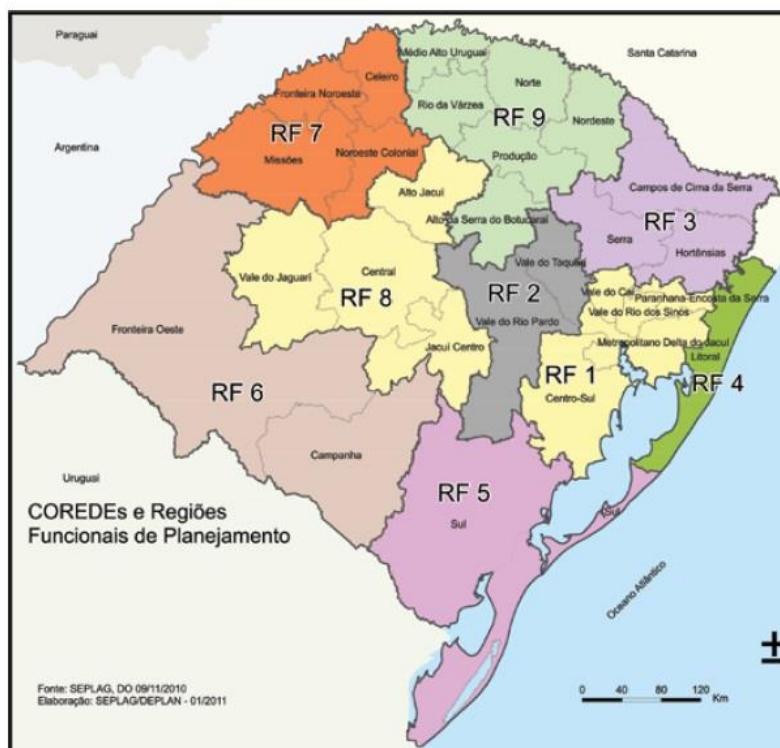 Paraguai
Médio Alto Uruguai
Santa Catarina
Celeiro
Norte
Fronteira Noroeste
Rio da Várzea
RF 9
Nordeste
RF 7
Argentina
Noroeste Colonial
Missões
Produção
Alto Jacuí
Campos de Cima da Serra
Alto da Serra do Botucaraí
RF 3
Serra
Hortênsias
Vale do Jaguari
Central
Vale do Taquari
RF 8
RF 2
Vale do Caí
Paranhana-Encosta da Serra
Vale do Rio dos Sinos
Fronteira Oeste
Vale do Rio Pardo
Jacuí Centro
Metropolitano Delta do Jacuí
Litoral
RF 1
RF 4
RF 6
Centro-Sul
Campanha
Uruguai
RF 5
COREDEs e Regiões
Funcionais de Planejamento
Sul
Sul
Oceano Atlântico
Fonte: SEPLAG, DO 09/11/2010
Elaboração: SEPLAG/DEPLAN - 01/2011
0 40 80 120
Km